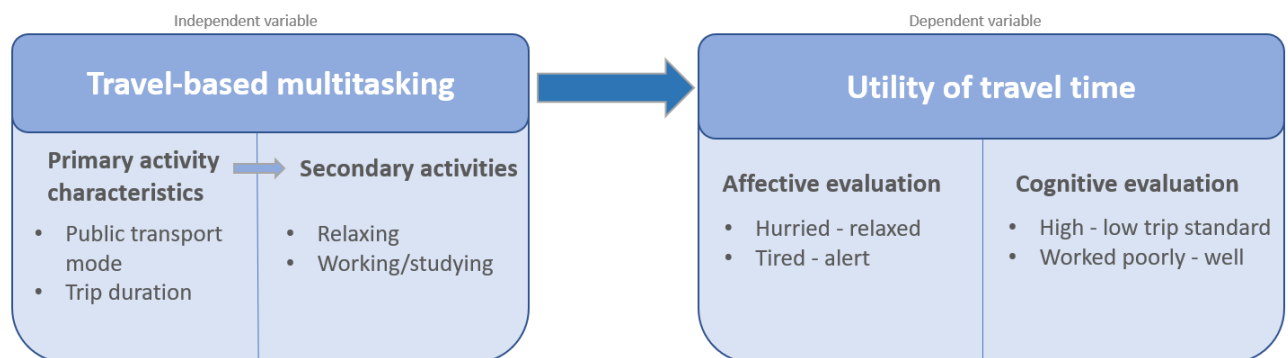 Independent variable
Travel-based multitasking
Primary activity
characteristics
• Public transport
mode
• Trip duration
Secondary activities
• Relaxing
• Working/studying
Dependent variable
Utility of travel time
Affective evaluation
• Hurried - relaxed
• Tired - alert
Cognitive evaluation
• High - low trip standard
• Worked poorly - well